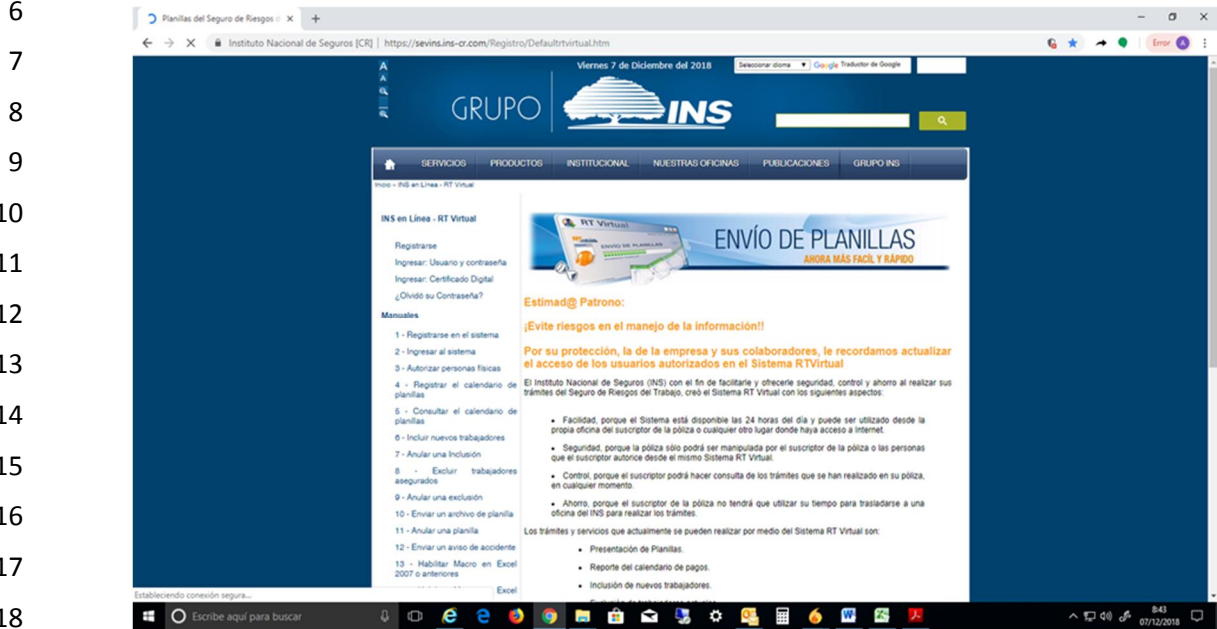 6
7
8
9
10
11
12
13
14
15
16
17
18
Planillas del Seguro de Riesgos d
Instituto Nacional de Seguros [CR] | https://sevins.ins-cr.com/Registro/Defaultrtvirtual.htm
Error A
A
A
Viernes 7 de Diciembre del 2018
Seleccionar idioma
Google Traductor de Google
GRUPO INS
SERVICIOS PRODUCTOS INSTITUCIONAL NUESTRAS OFICINAS PUBLICACIONES GRUPO INS
Inicio » INS en Línea - RT Virtual
INS en Línea - RT Virtual
Registrarse
Ingresar: Usuario y contraseña
Ingresar: Certificado Digital
¿Olvidó su Contraseña?
Manuales
1 - Registrarse en el sistema
2 - Ingresar al sistema
3 - Autorizar personas físicas
4 - Registrar el calendario de
planillas
5 - Consultar el calendario de
planillas
6 - Incluir nuevos trabajadores
7 - Anular una Inclusión
8 - Excluir trabajadores
asegurados
9 - Anular una exclusión
10 - Enviar un archivo de planilla
11 - Anular una planilla
12 - Enviar un aviso de accidente
13 - Habilitar Macro en Excel
2007 o anteriores
Excel
RT Virtual
ENVÍO DE PLANILLAS
ENVÍO DE PLANILLAS
AHORA MÁS FACÍL Y RÁPIDO
Estimad@ Patrono:
¡Evite riesgos en el manejo de la información!!
Por su protección, la de la empresa y sus colaboradores, le recordamos actualizar
el acceso de los usuarios autorizados en el Sistema RTVirtual
El Instituto Nacional de Seguros (INS) con el fin de facilitarle y ofrecerle seguridad, control y ahorro al realizar sus
trámites del Seguro de Riesgos del Trabajo, creó el Sistema RT Virtual con los siguientes aspectos:
• Facilidad, porque el Sistema está disponible las 24 horas del día y puede ser utilizado desde la
propia oficina del suscriptor de la póliza o cualquier otro lugar donde haya acceso a Internet.
• Seguridad, porque la póliza sólo podrá ser manipulada por el suscriptor de la póliza o las personas
que el suscriptor autorice desde el mismo Sistema RT Virtual.
• Control, porque el suscriptor podrá hacer consulta de los trámites que se han realizado en su póliza,
en cualquier momento.
• Ahorro, porque el suscriptor de la póliza no tendrá que utilizar su tiempo para trasladarse a una
oficina del INS para realizar los trámites.
Los trámites y servicios que actualmente se pueden realizar por medio del Sistema RT Virtual son:
• Presentación de Planillas.
• Reporte del calendario de pagos.
• Inclusión de nuevos trabajadores.
Estableciendo conexión segura...
Escribe aquí para buscar
8:43
07/12/2018